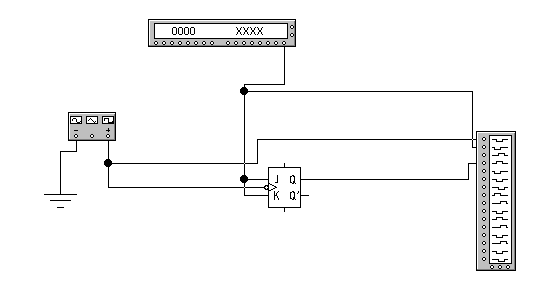 0000 XXXX
− +
J Q
K Q'